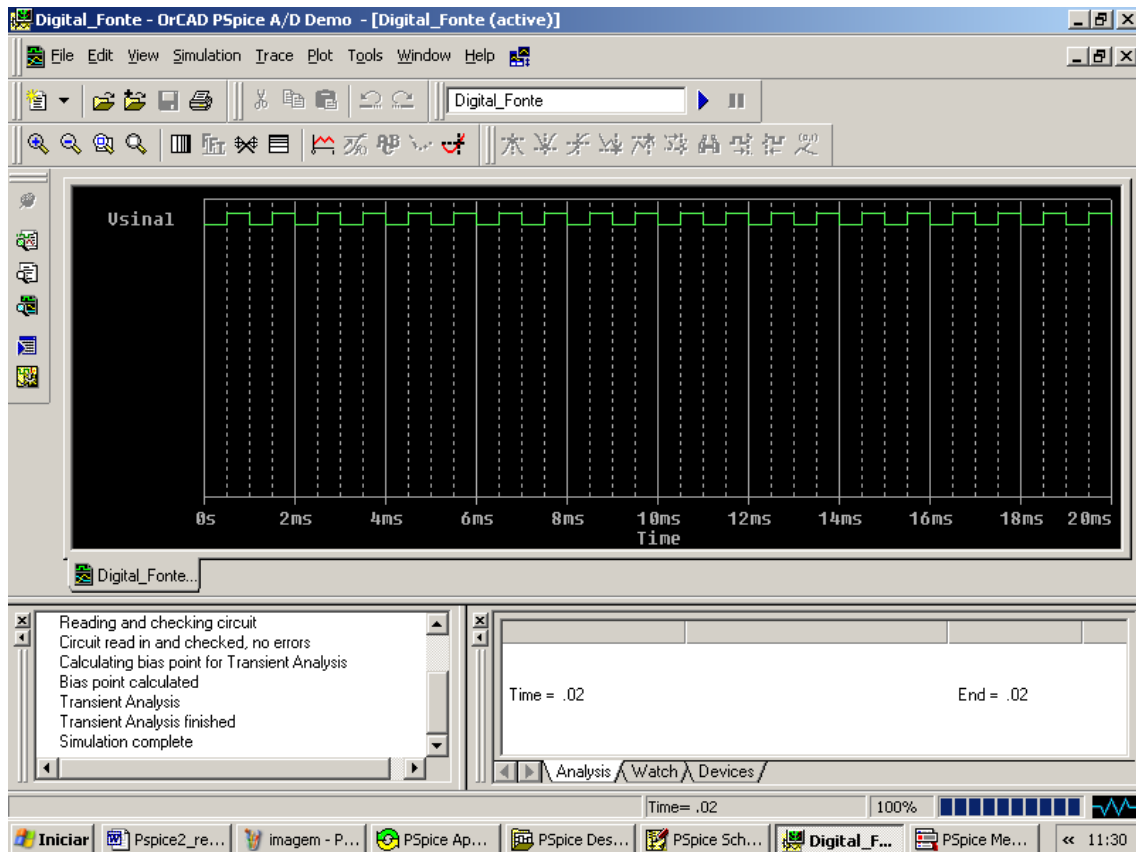 Digital_Fonte - OrCAD PSpice A/D Demo - [Digital_Fonte (active)]
File Edit View Simulation Trace Plot Tools Window Help
Digital_Fonte
Vsinal
0s 2ms 4ms 6ms 8ms 10ms 12ms 14ms 16ms 18ms 20ms
Time
Digital_Fonte...
Reading and checking circuit
Circuit read in and checked, no errors
Calculating bias point for Transient Analysis
Bias point calculated
Transient Analysis
Transient Analysis finished
Simulation complete
Time = .02 End = .02
Analysis Watch Devices
Time= .02 100%
Iniciar Pspice2_re... imagem - P... PSpice Ap... PSpice Des... PSpice Sch... Digital_F... PSpice Me... « 11:30